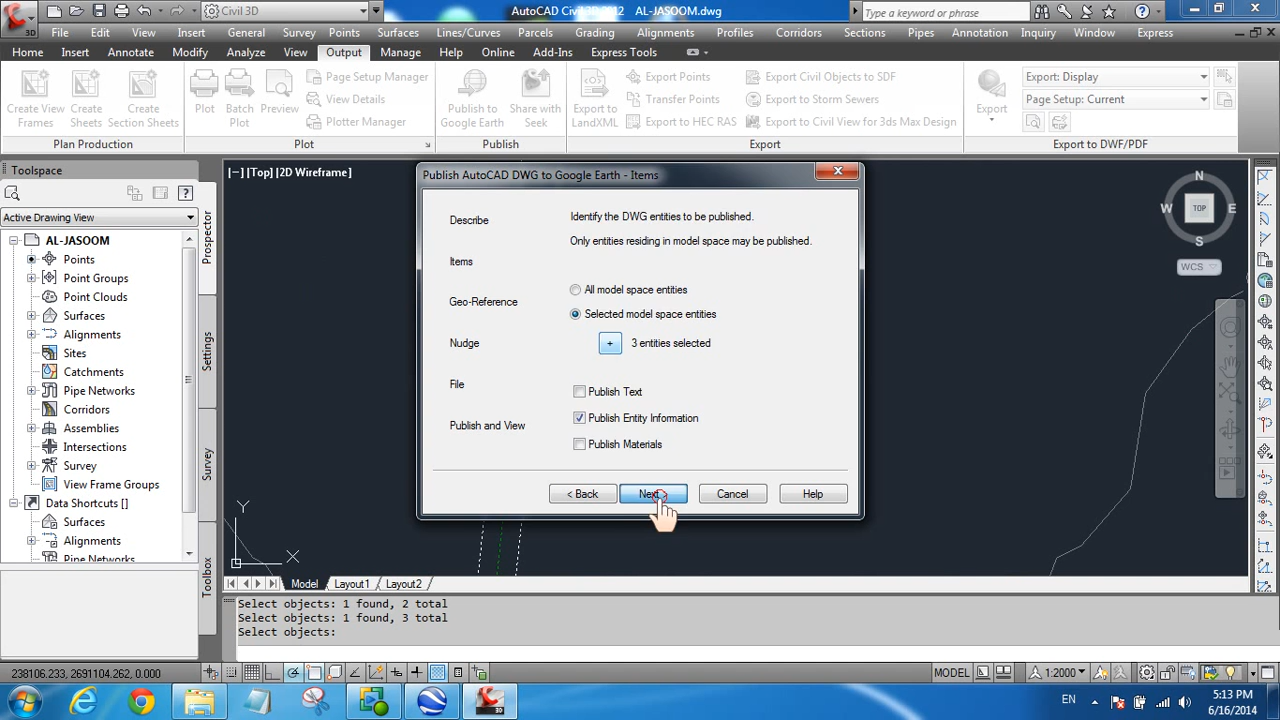 Civil 3D
AutoCAD Civil 3D 2012 AL-JASOOM.dwg
Type a keyword or phrase
3D
File Edit View Insert General Survey Points Surfaces Lines/Curves Parcels Grading Alignments Profiles Corridors Sections Pipes Annotation Inquiry Window Express
Home Insert Annotate Modify Analyze View Output Manage Help Online Add-Ins Express Tools
Create View Frames
Create Sheets
Create Section Sheets
Plan Production
Plot
Batch Plot
Preview
Page Setup Manager
View Details
Plotter Manager
Plot
Publish to Google Earth
Share with Seek
Publish
Export to LandXML
Export Points
Transfer Points
Export to HEC RAS
Export Civil Objects to SDF
Export to Storm Sewers
Export to Civil View for 3ds Max Design
Export
Export
Export: Display
Page Setup: Current
Export to DWF/PDF
Toolspace
Active Drawing View
AL-JASOOM
Points
Point Groups
Point Clouds
Surfaces
Alignments
Sites
Catchments
Pipe Networks
Corridors
Assemblies
Intersections
Survey
View Frame Groups
Data Shortcuts []
Surfaces
Alignments
Pipe Networks
Prospector
Settings
Survey
Toolbox
[−][Top][2D Wireframe]
N
W TOP E
S
WCS
Y
X
Publish AutoCAD DWG to Google Earth - Items
Describe
Items
Geo-Reference
Nudge
File
Publish and View
Identify the DWG entities to be published.
Only entities residing in model space may be published.
All model space entities
Selected model space entities
+ 3 entities selected
Publish Text
Publish Entity Information
Publish Materials
< Back Next > Cancel Help
Model Layout1 Layout2
Select objects: 1 found, 2 total
Select objects: 1 found, 3 total
Select objects:
238106.233, 2691104.262, 0.000
MODEL
1:2000
EN
5:13 PM
6/16/2014